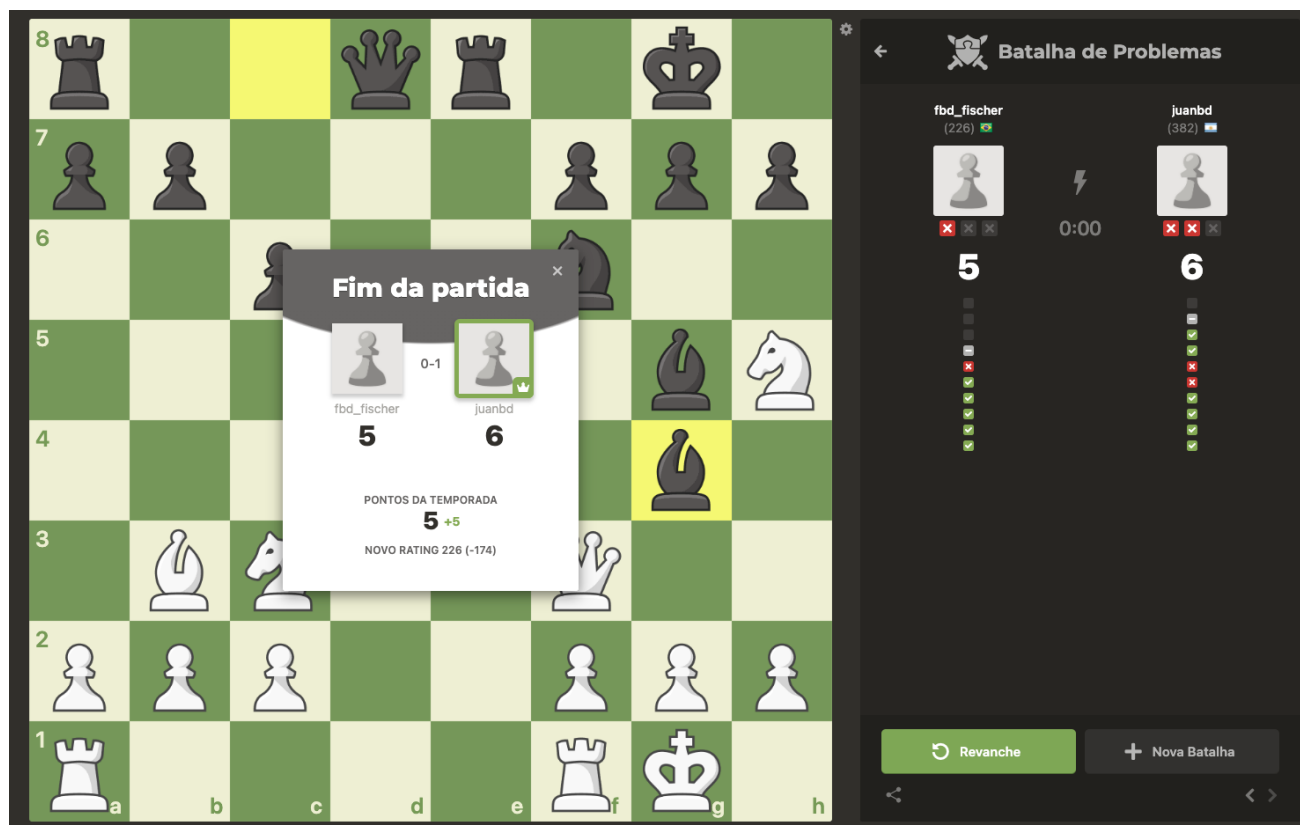 8
7
6
5
4
3
2
1
a b c d e f g h
Fim da partida
0-1
fbd_fischer juanbd
5 6
PONTOS DA TEMPORADA
5 +5
NOVO RATING 226 (-174)
Batalha de Problemas
fbd_fischer juanbd
(226) (382)
0:00
5 6
Revanche
Nova Batalha